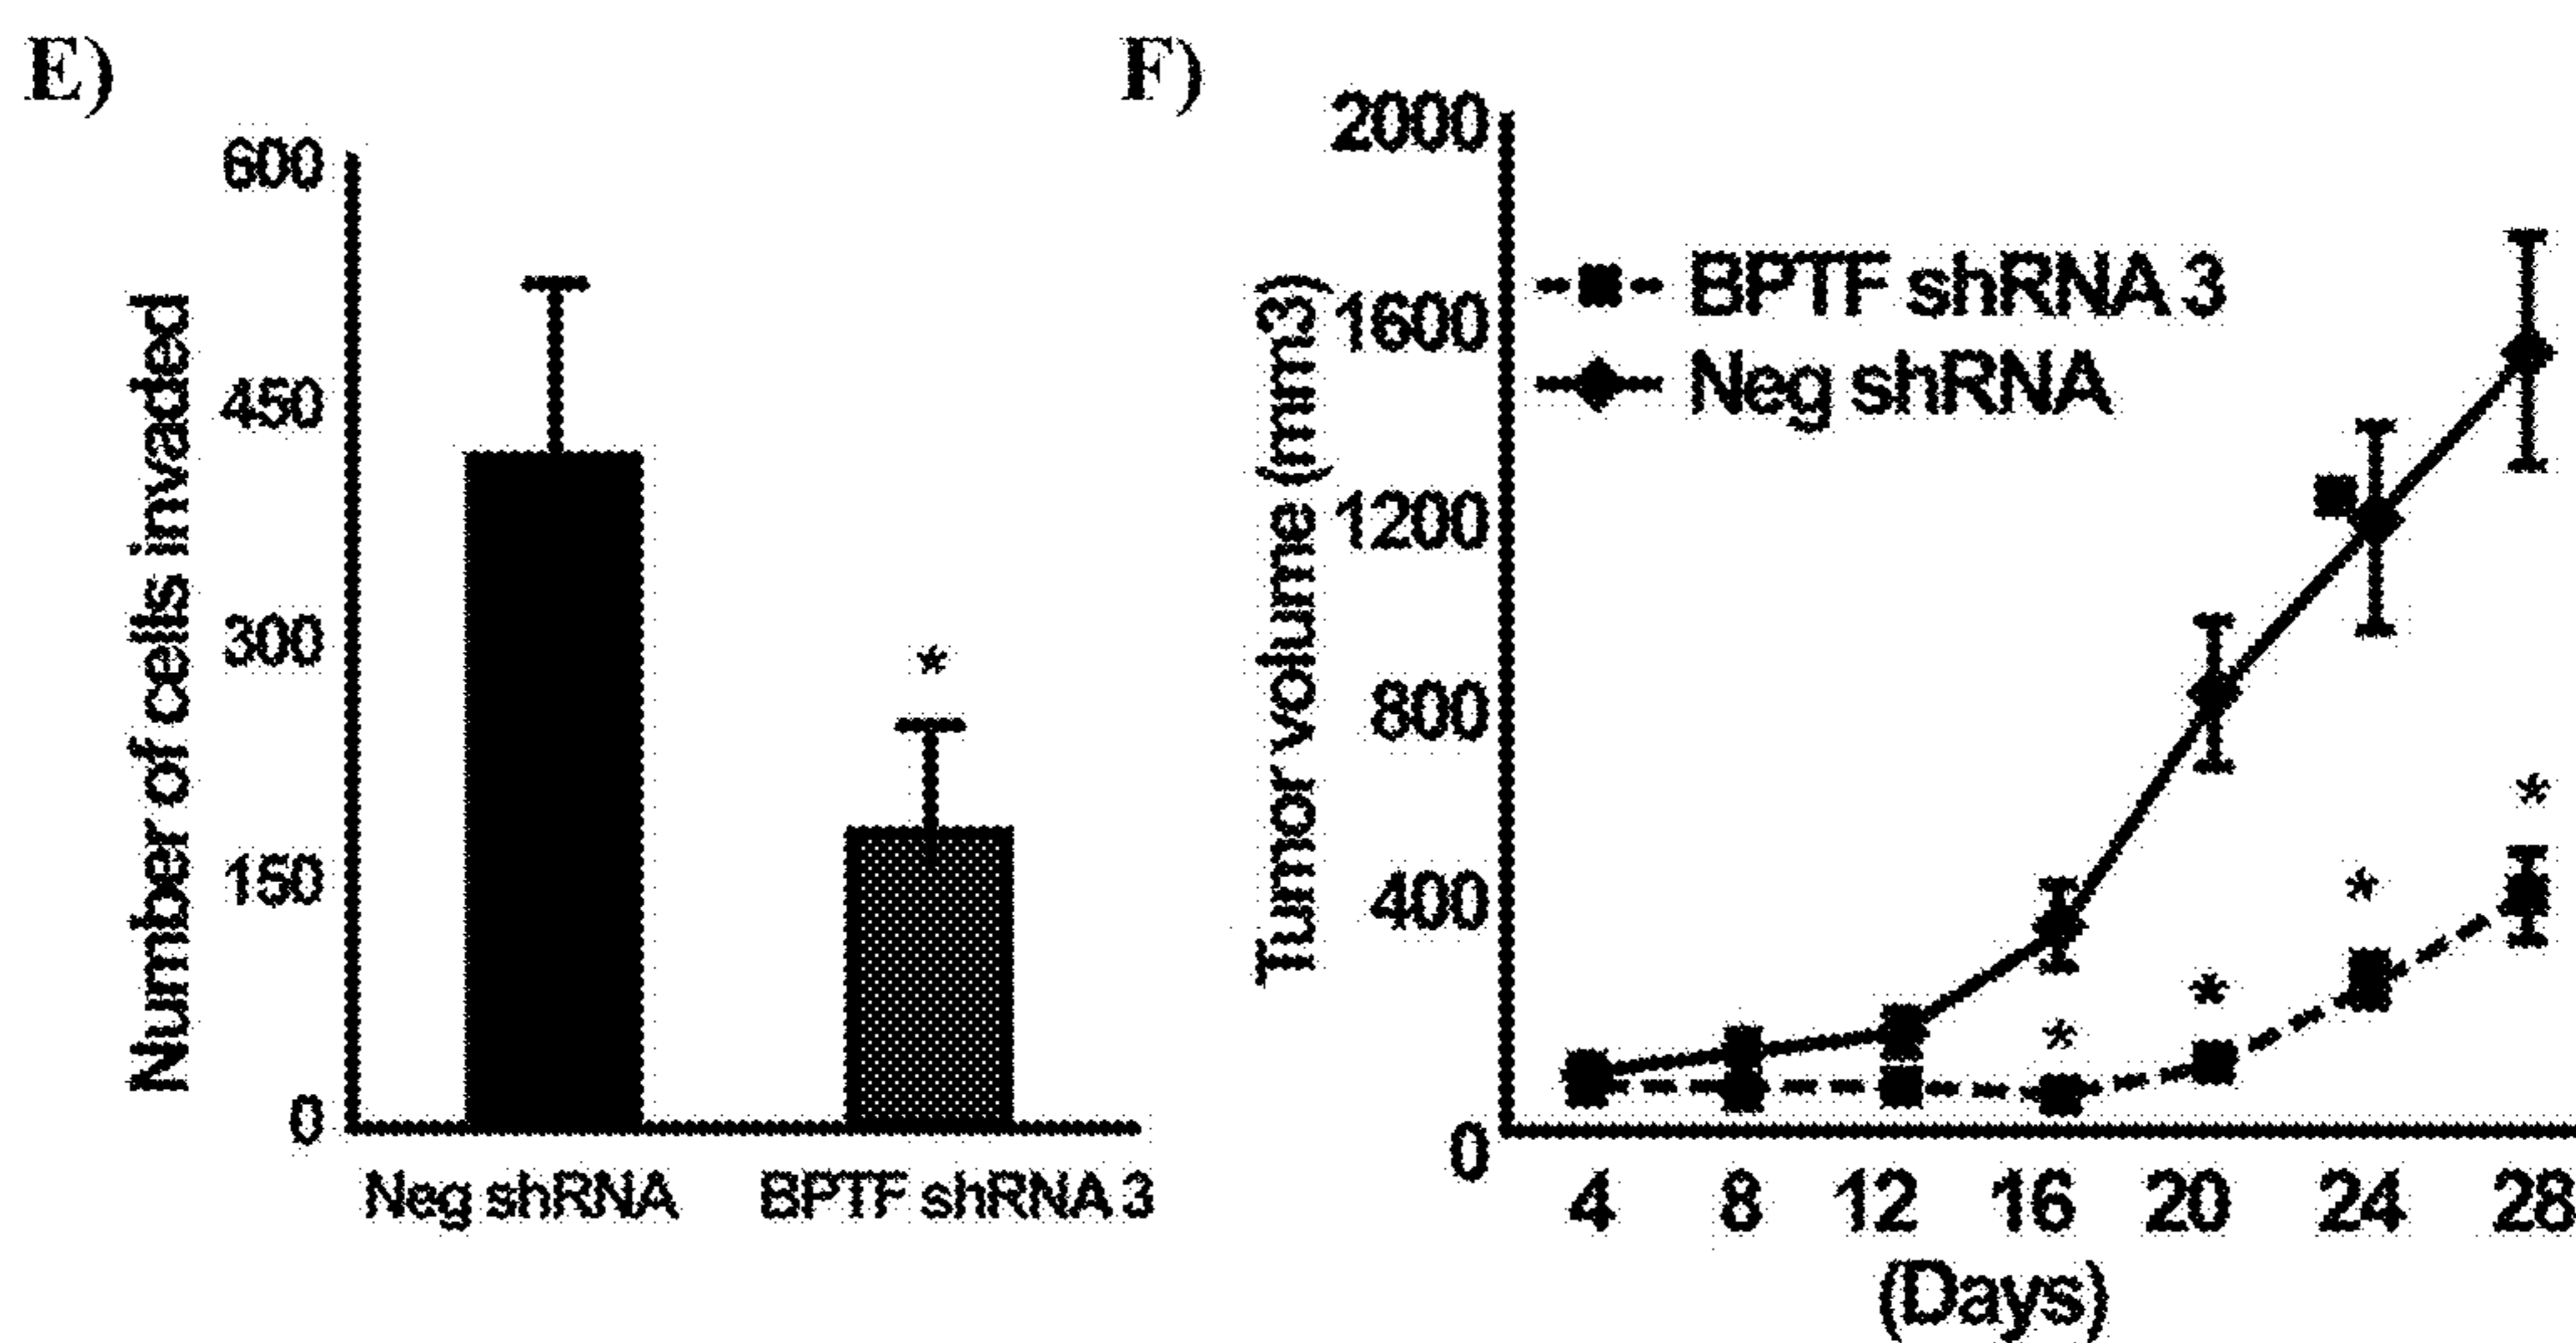 E)
Number of cells invaded
600
450
300
150
0
*
Neg shRNA
BPTF shRNA 3
F)
Tumor volume (mm3)
2000
1600
1200
800
400
0
BPTF shRNA 3
Neg shRNA
*
*
*
*
4 8 12 16 20 24 28
(Days)